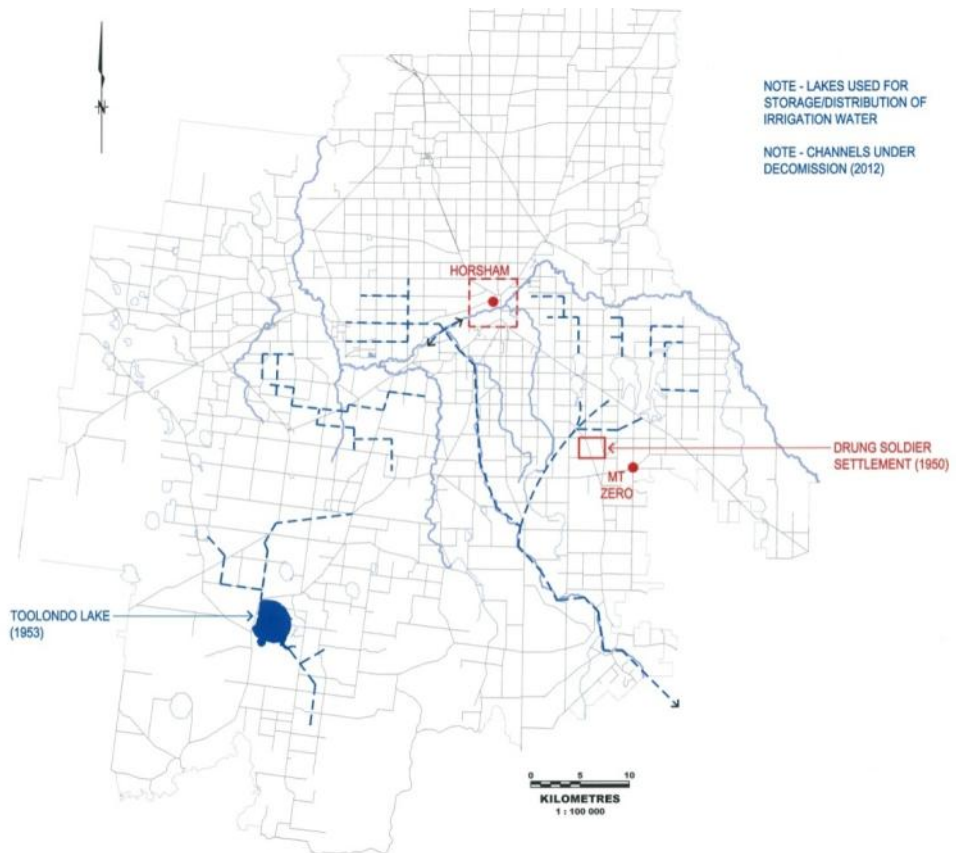 N
NOTE - LAKES USED FOR
STORAGE/DISTRIBUTION OF
IRRIGATION WATER
NOTE - CHANNELS UNDER
DECOMISSION (2012)
HORSHAM
DRUNG SOLDIER
SETTLEMENT (1950)
MT
ZERO
TOOLONDO LAKE
(1953)
0 5 10
KILOMETRES
1 : 100 000